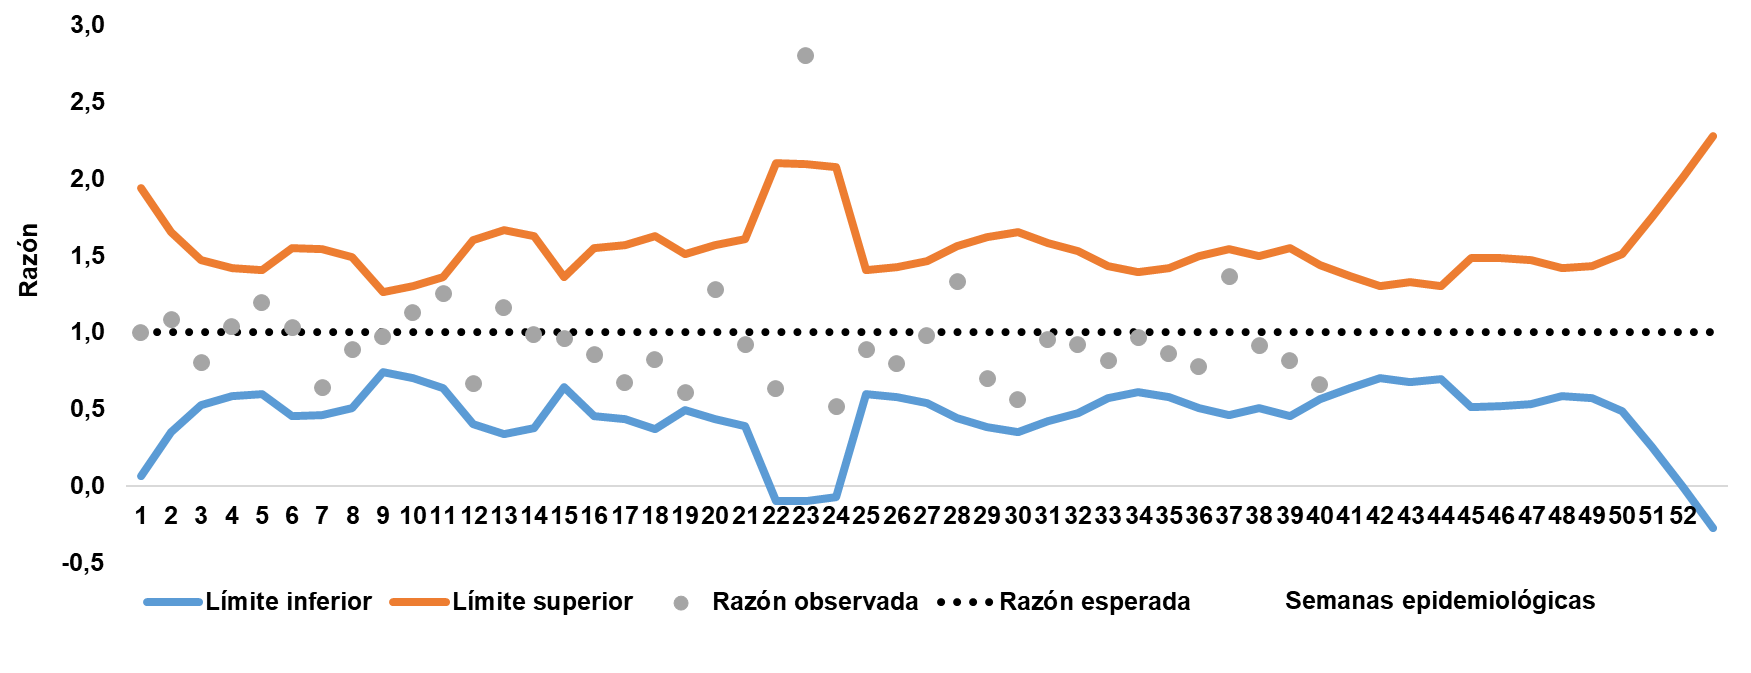 3,0
2,5
2,0
1,5
1,0
0,5
0,0
-0,5
Razón
1 2 3 4 5 6 7 8 9 10 11 12 13 14 15 16 17 18 19 20 21 22 23 24 25 26 27 28 29 30 31 32 33 34 35 36 37 38 39 40 41 42 43 44 45 46 47 48 49 50 51 52
Límite inferior Límite superior Razón observada Razón esperada Semanas epidemiológicas